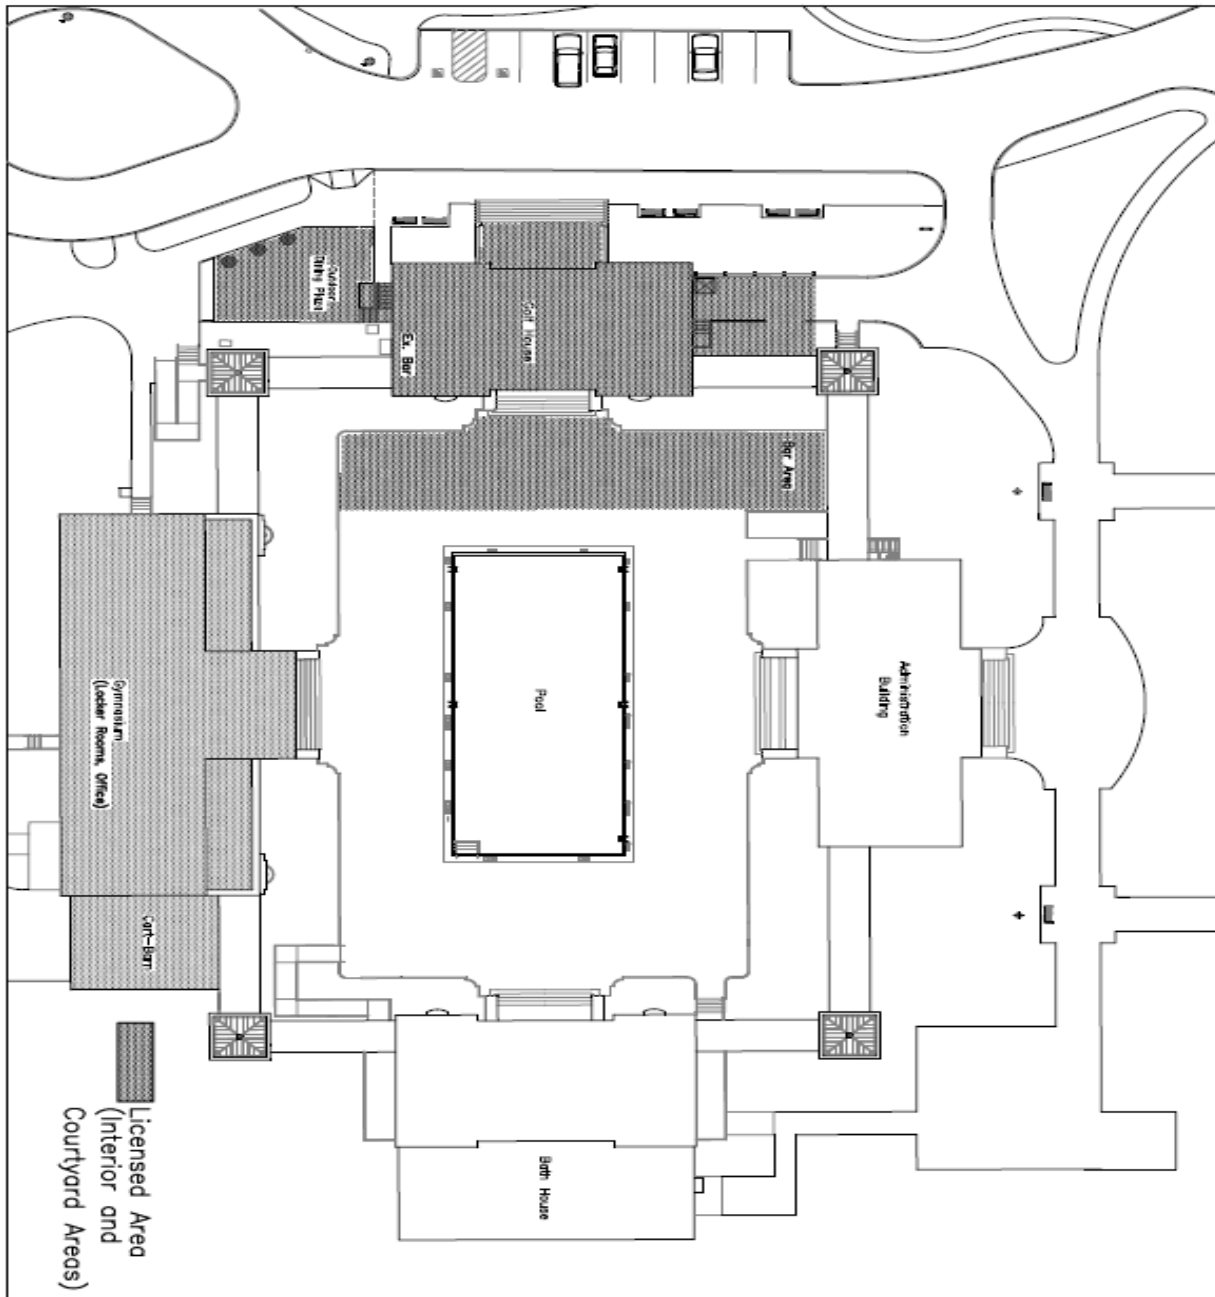 Outdoor
Dining Plaza
Golf House
Ex. Bar
Bar Area
Pool
Administration
Building
Gymnasium
(Locker Rooms, Office)
Cart-Barn
Bath House
Licensed Area
(Interior and
Courtyard Areas)